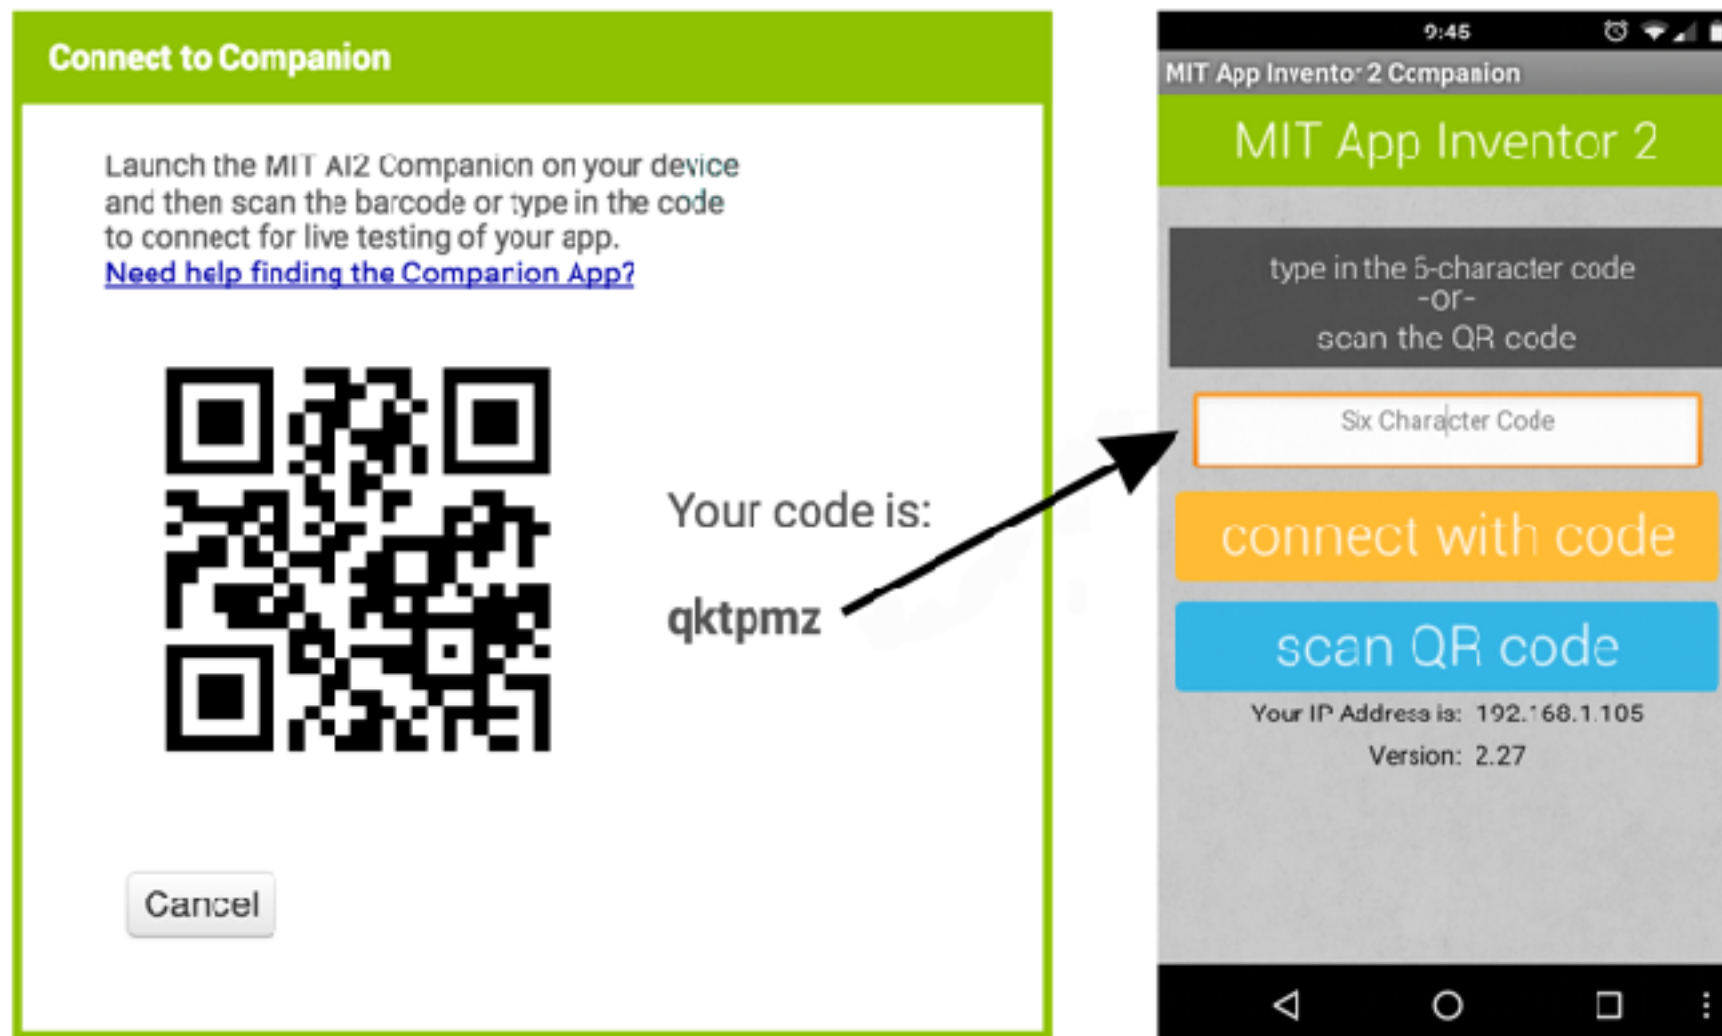 Connect to Companion
Launch the MIT AI2 Companion on your device
and then scan the barcode or type in the code
to connect for live testing of your app.
Need help finding the Companion App?
Your code is:
qktpmz
Cancel
9:45
MIT App Inventor 2 Companion
MIT App Inventor 2
type in the 6-character code
-or-
scan the QR code
Six Character Code
connect with code
scan QR code
Your IP Address is: 192.168.1.105
Version: 2.27